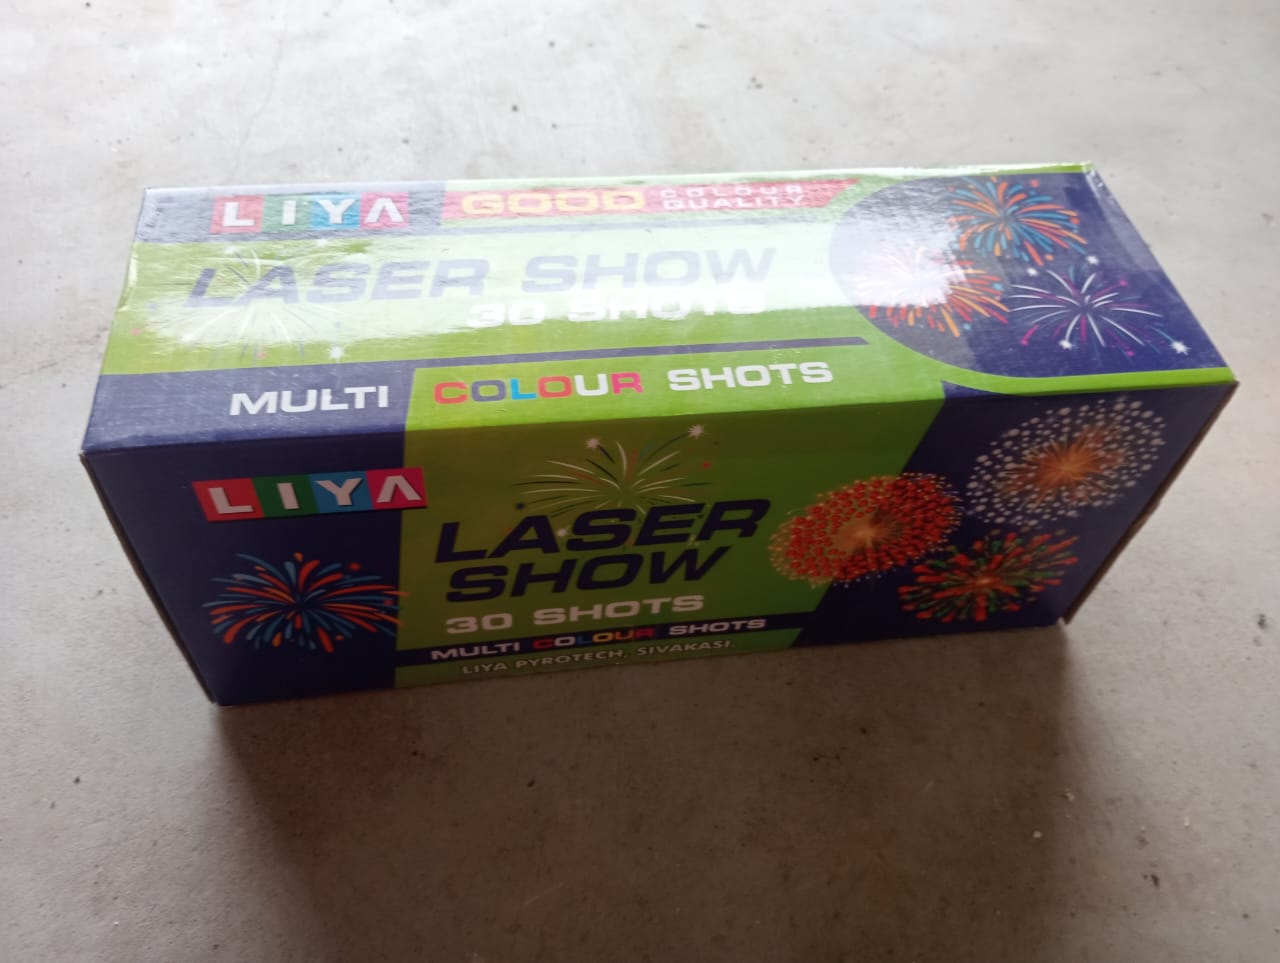 LIYA GOOD COLOUR
QUALITY
LASER SHOW
30 SHOTS
MULTI COLOUR SHOTS
LIYA
LASER
SHOW
30 SHOTS
MULTI COLOUR SHOTS
LIYA PYROTECH, SIVAKASI.